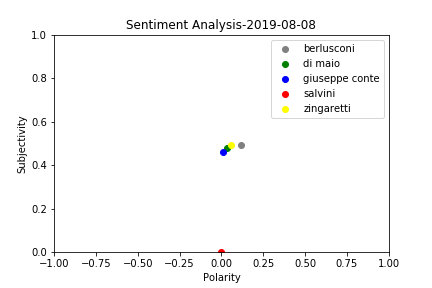 Sentiment Analysis-2019-08-08
1.0
0.8
0.6
0.4
0.2
0.0
Subjectivity
berlusconi
di maio
giuseppe conte
salvini
zingaretti
−1.00 −0.75 −0.50 −0.25 0.00 0.25 0.50 0.75 1.00
Polarity